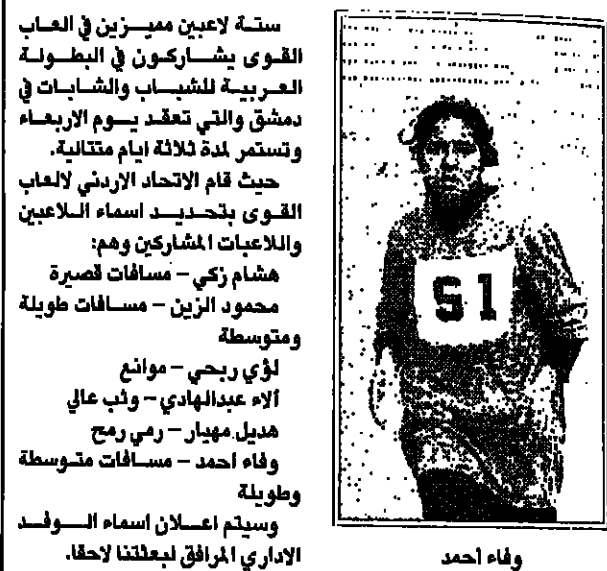 ستة لاعبين مميزين في العاب
القوى يشاركون في البطولة
العربية للشباب والشابات في
دمشق والتي تعقد يوم الاربعاء
وتستمر لمدة ثلاثة ايام متتالية.
حيث قام الاتحاد الاردني لالعاب
القوى بتحديد اسماء اللاعبين
واللاعبات المشاركين وهم:
هشام زكي – مسافات قصيرة
محمود الزين – مسافات طويلة
ومتوسطة
لؤي ربحي – موانع
آلاء عبدالهادي – وثب عالي
هديل مهيار – رمي رمح
وفاء احمد – مسافات متوسطة
وطويلة
وسيتم اعلان اسماء الوفد
الاداري المرافق لبعثتنا لاحقا.
51
وفاء احمد